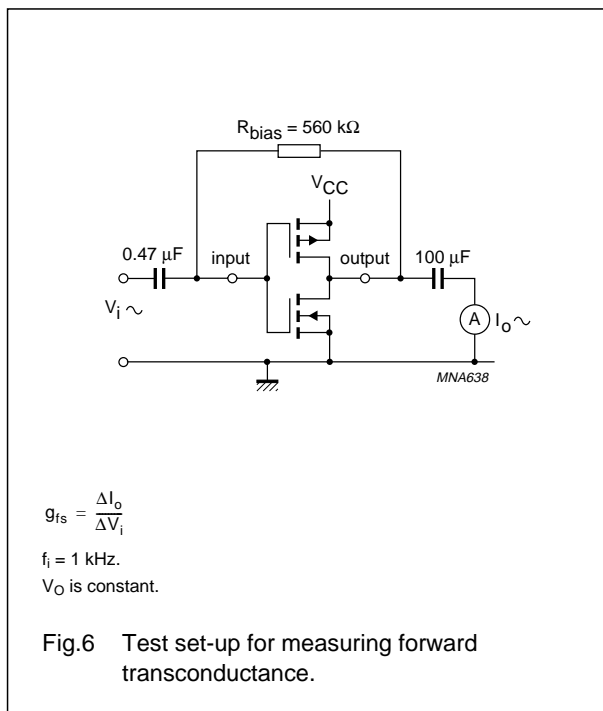 R_bias = 560 kΩ
V_CC
0.47 μF
input
output
100 μF
V_i ~
A
I_o ~
MNA638
g_fs = ΔI_o / ΔV_i
f_i = 1 kHz.
V_O is constant.
Fig.6 Test set-up for measuring forward
transconductance.